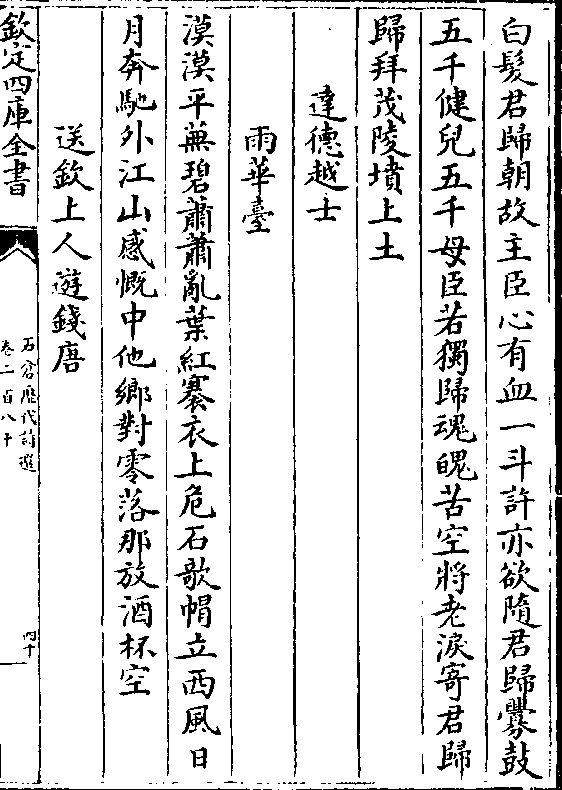 白髮君歸朝故主臣心有血一斗許亦欲隨君歸釁鼓
五千健兒五千母臣若獨歸魂魄苦空將老淚寄君歸
歸拜茂陵墳上土
達德越士
雨華臺
漠漠平蕪碧蕭蕭亂葉紅褰衣上危石欹帽立西風日
月奔馳外江山感慨中他鄉對零落那放酒杯空
送欽上人遊錢唐
欽定四庫全書
石倉歷代詩選
卷二百八十
四十